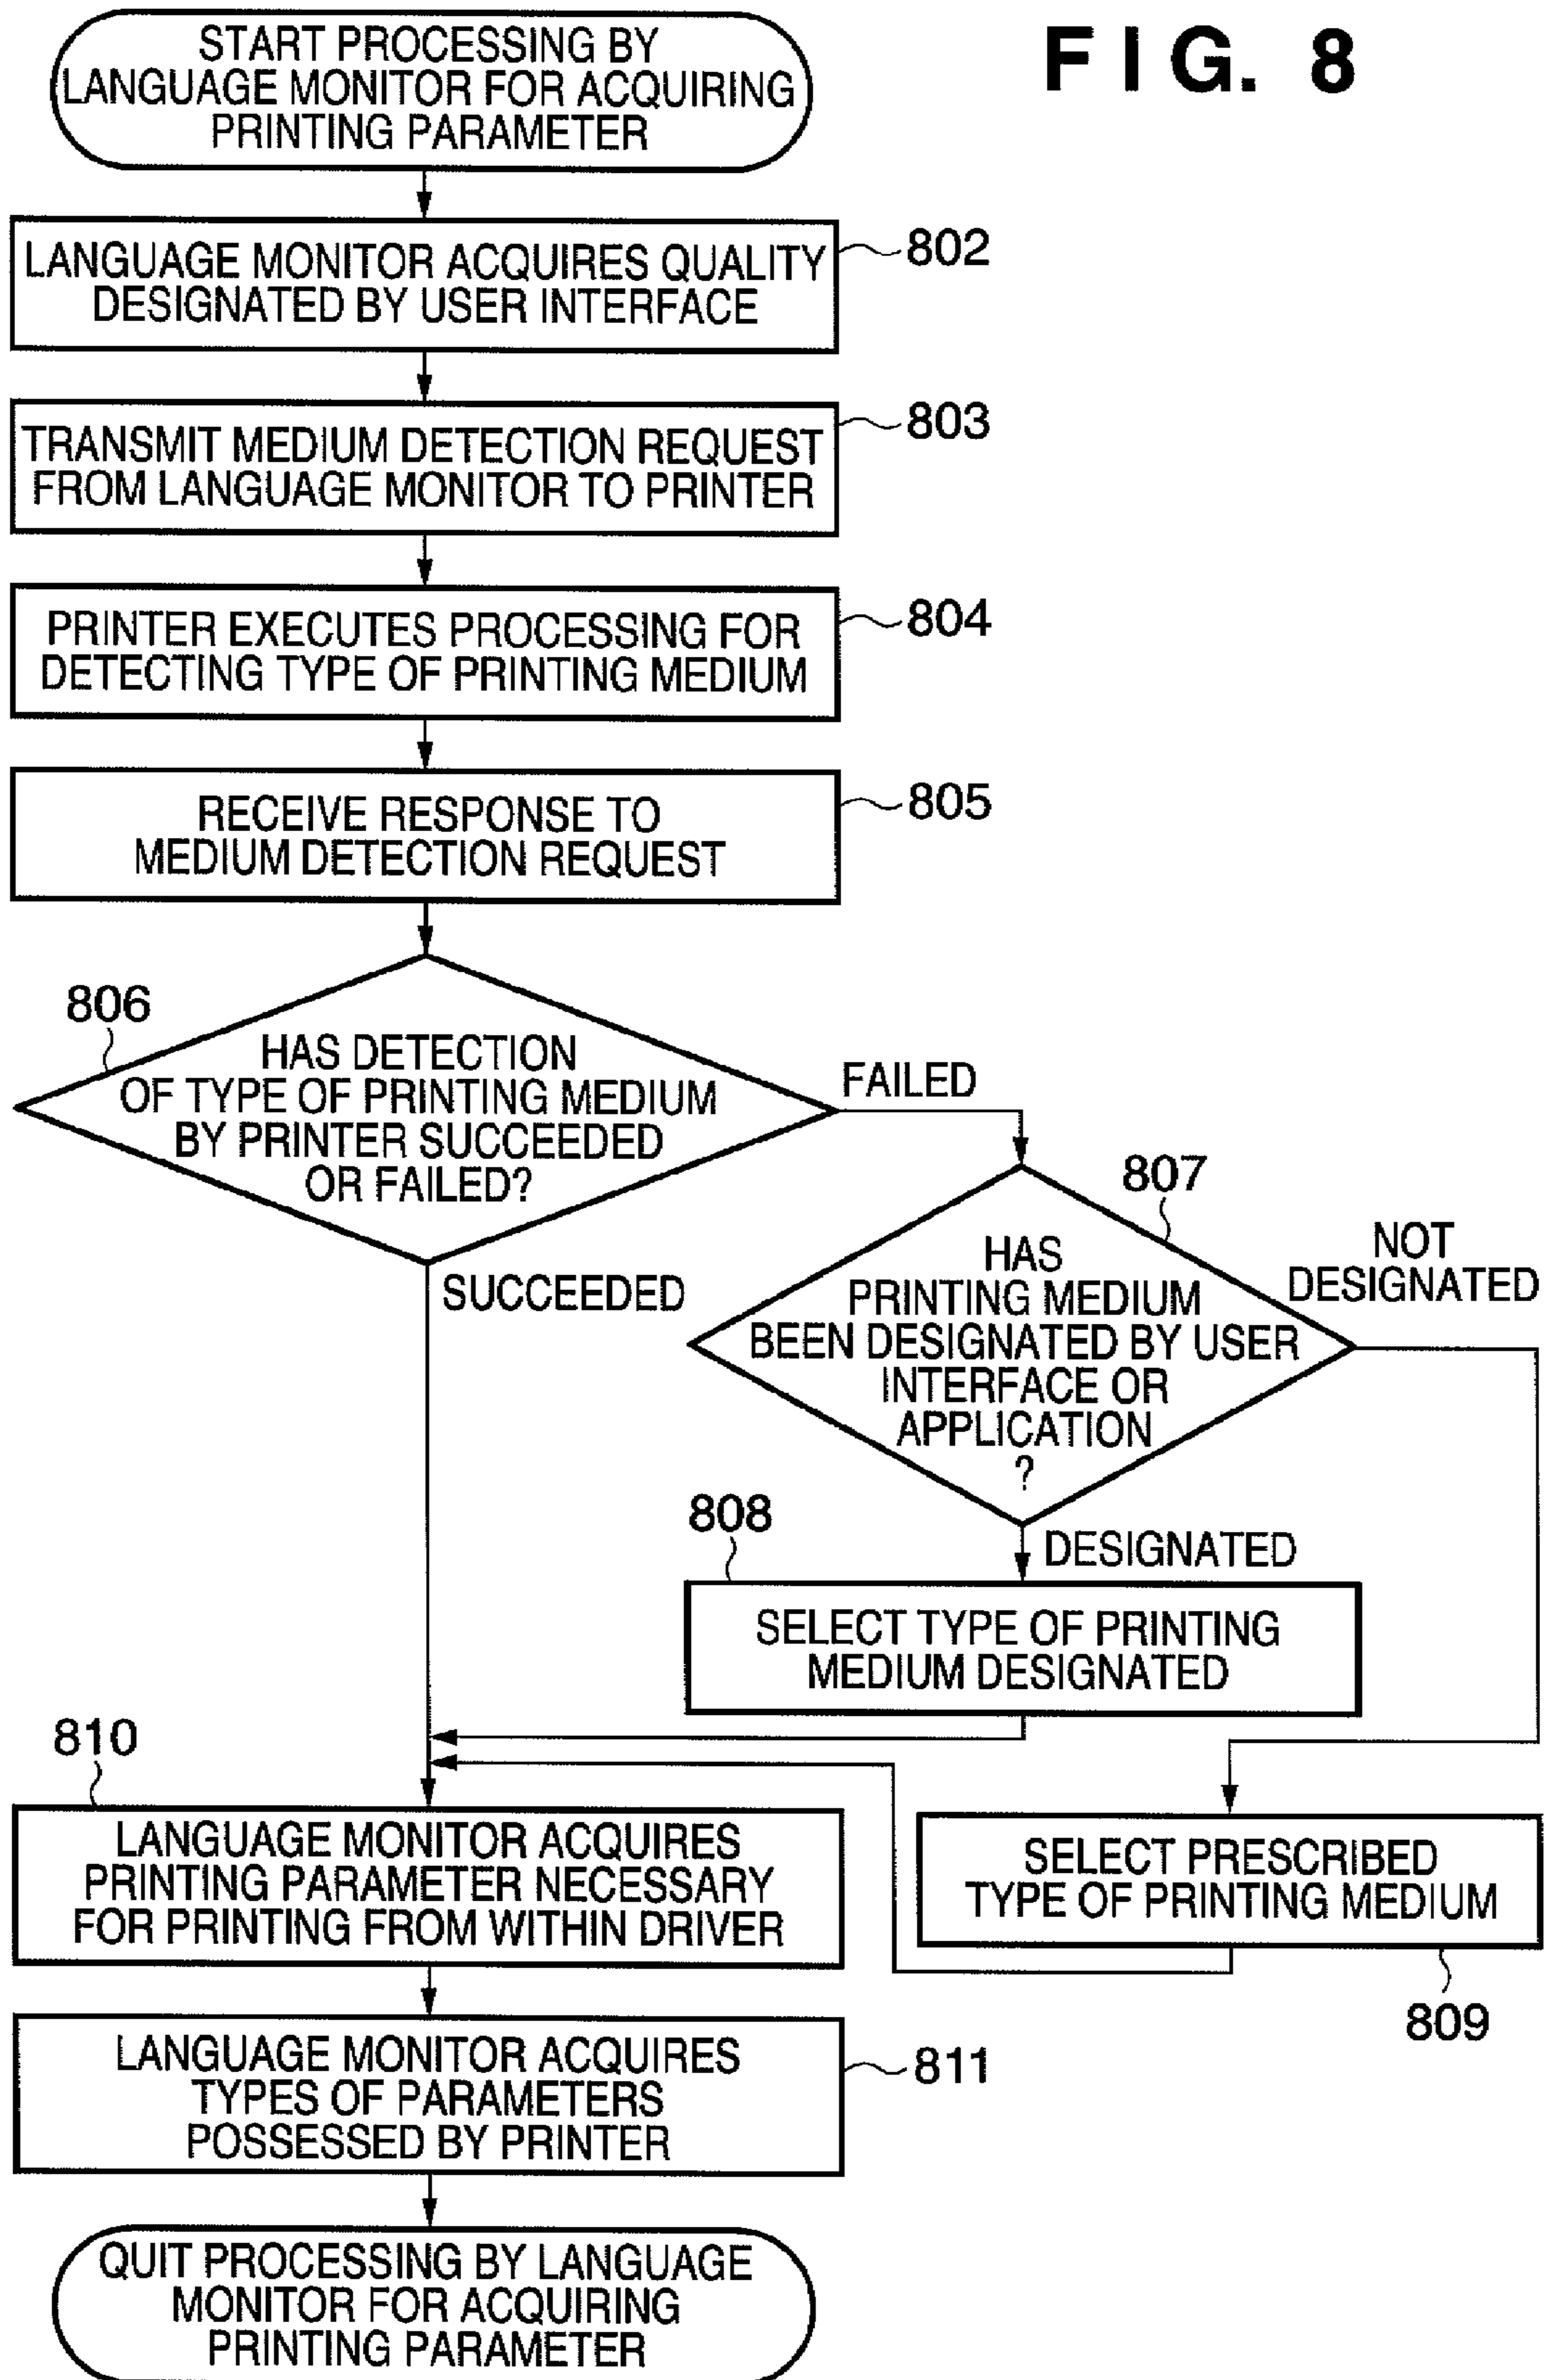 FIG. 8
START PROCESSING BY
LANGUAGE MONITOR FOR ACQUIRING
PRINTING PARAMETER
LANGUAGE MONITOR ACQUIRES QUALITY
DESIGNATED BY USER INTERFACE
802
TRANSMIT MEDIUM DETECTION REQUEST
FROM LANGUAGE MONITOR TO PRINTER
803
PRINTER EXECUTES PROCESSING FOR
DETECTING TYPE OF PRINTING MEDIUM
804
RECEIVE RESPONSE TO
MEDIUM DETECTION REQUEST
805
806
HAS DETECTION
OF TYPE OF PRINTING MEDIUM
BY PRINTER SUCCEEDED
OR FAILED?
FAILED
SUCCEEDED
807
HAS
PRINTING MEDIUM
BEEN DESIGNATED BY USER
INTERFACE OR
APPLICATION
?
NOT
DESIGNATED
DESIGNATED
808
SELECT TYPE OF PRINTING
MEDIUM DESIGNATED
SELECT PRESCRIBED
TYPE OF PRINTING MEDIUM
809
810
LANGUAGE MONITOR ACQUIRES
PRINTING PARAMETER NECESSARY
FOR PRINTING FROM WITHIN DRIVER
LANGUAGE MONITOR ACQUIRES
TYPES OF PARAMETERS
POSSESSED BY PRINTER
811
QUIT PROCESSING BY LANGUAGE
MONITOR FOR ACQUIRING
PRINTING PARAMETER